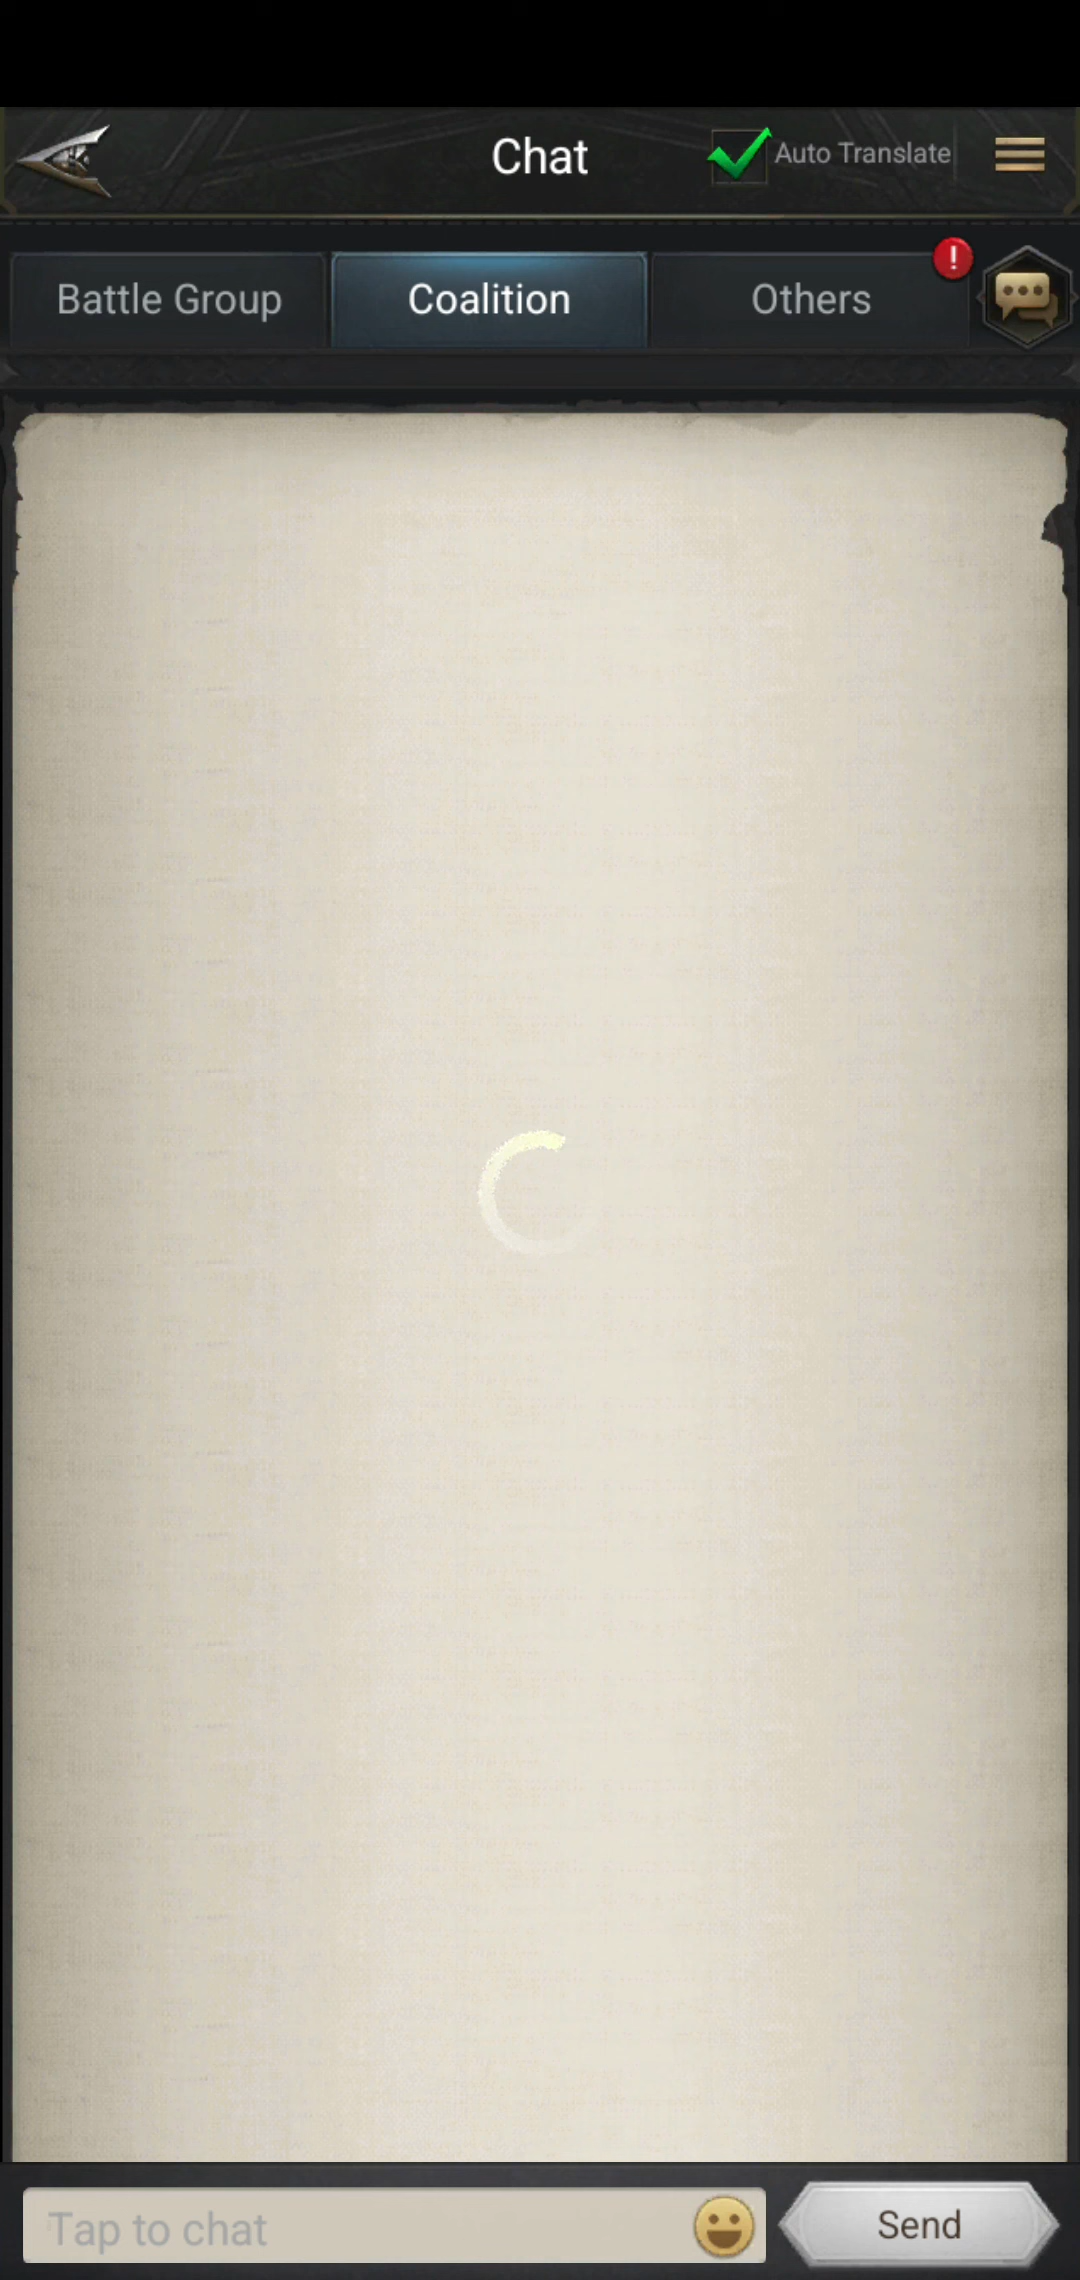 Chat
Auto Translate
Battle Group
Coalition
Others
!
Tap to chat
Send